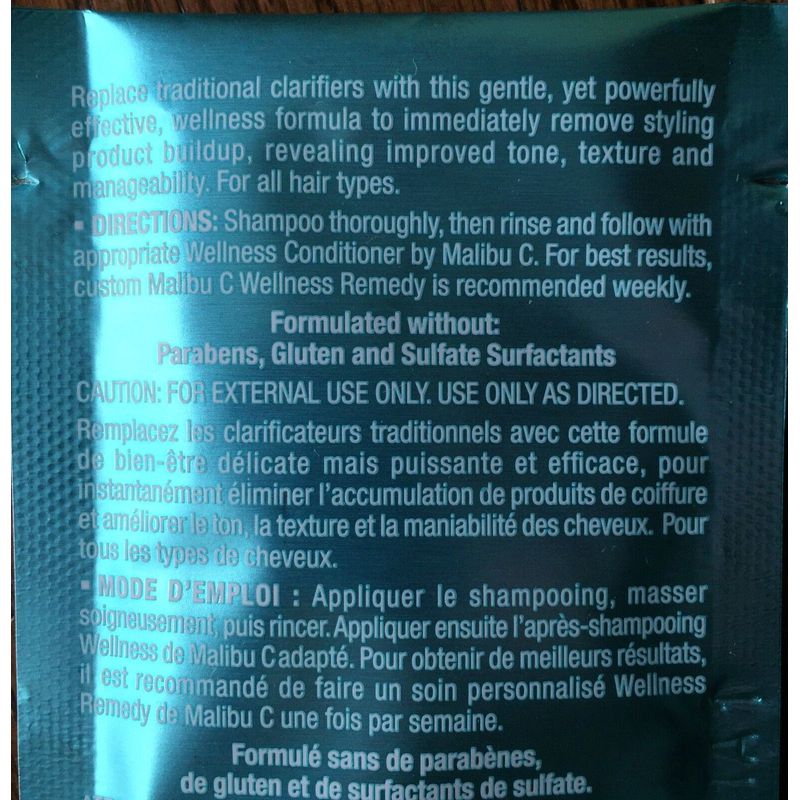 Replace traditional clarifiers with this gentle, yet powerfully
effective, wellness formula to immediately remove styling
product buildup, revealing improved tone, texture and
manageability. For all hair types.
▪ DIRECTIONS: Shampoo thoroughly, then rinse and follow with
appropriate Wellness Conditioner by Malibu C. For best results,
custom Malibu C Wellness Remedy is recommended weekly.
Formulated without:
Parabens, Gluten and Sulfate Surfactants
CAUTION: FOR EXTERNAL USE ONLY. USE ONLY AS DIRECTED.
Remplacez les clarificateurs traditionnels avec cette formule
de bien-être délicate mais puissante et efficace, pour
instantanément éliminer l'accumulation de produits de coiffure
et améliorer le ton, la texture et la maniabilité des cheveux. Pour
tous les types de cheveux.
▪ MODE D'EMPLOI : Appliquer le shampooing, masser
soigneusement, puis rincer. Appliquer ensuite l'après-shampooing
Wellness de Malibu C adapté. Pour obtenir de meilleurs résultats,
il est recommandé de faire un soin personnalisé Wellness
Remedy de Malibu C une fois par semaine.
Formulé sans de parabènes,
de gluten et de surfactants de sulfate.